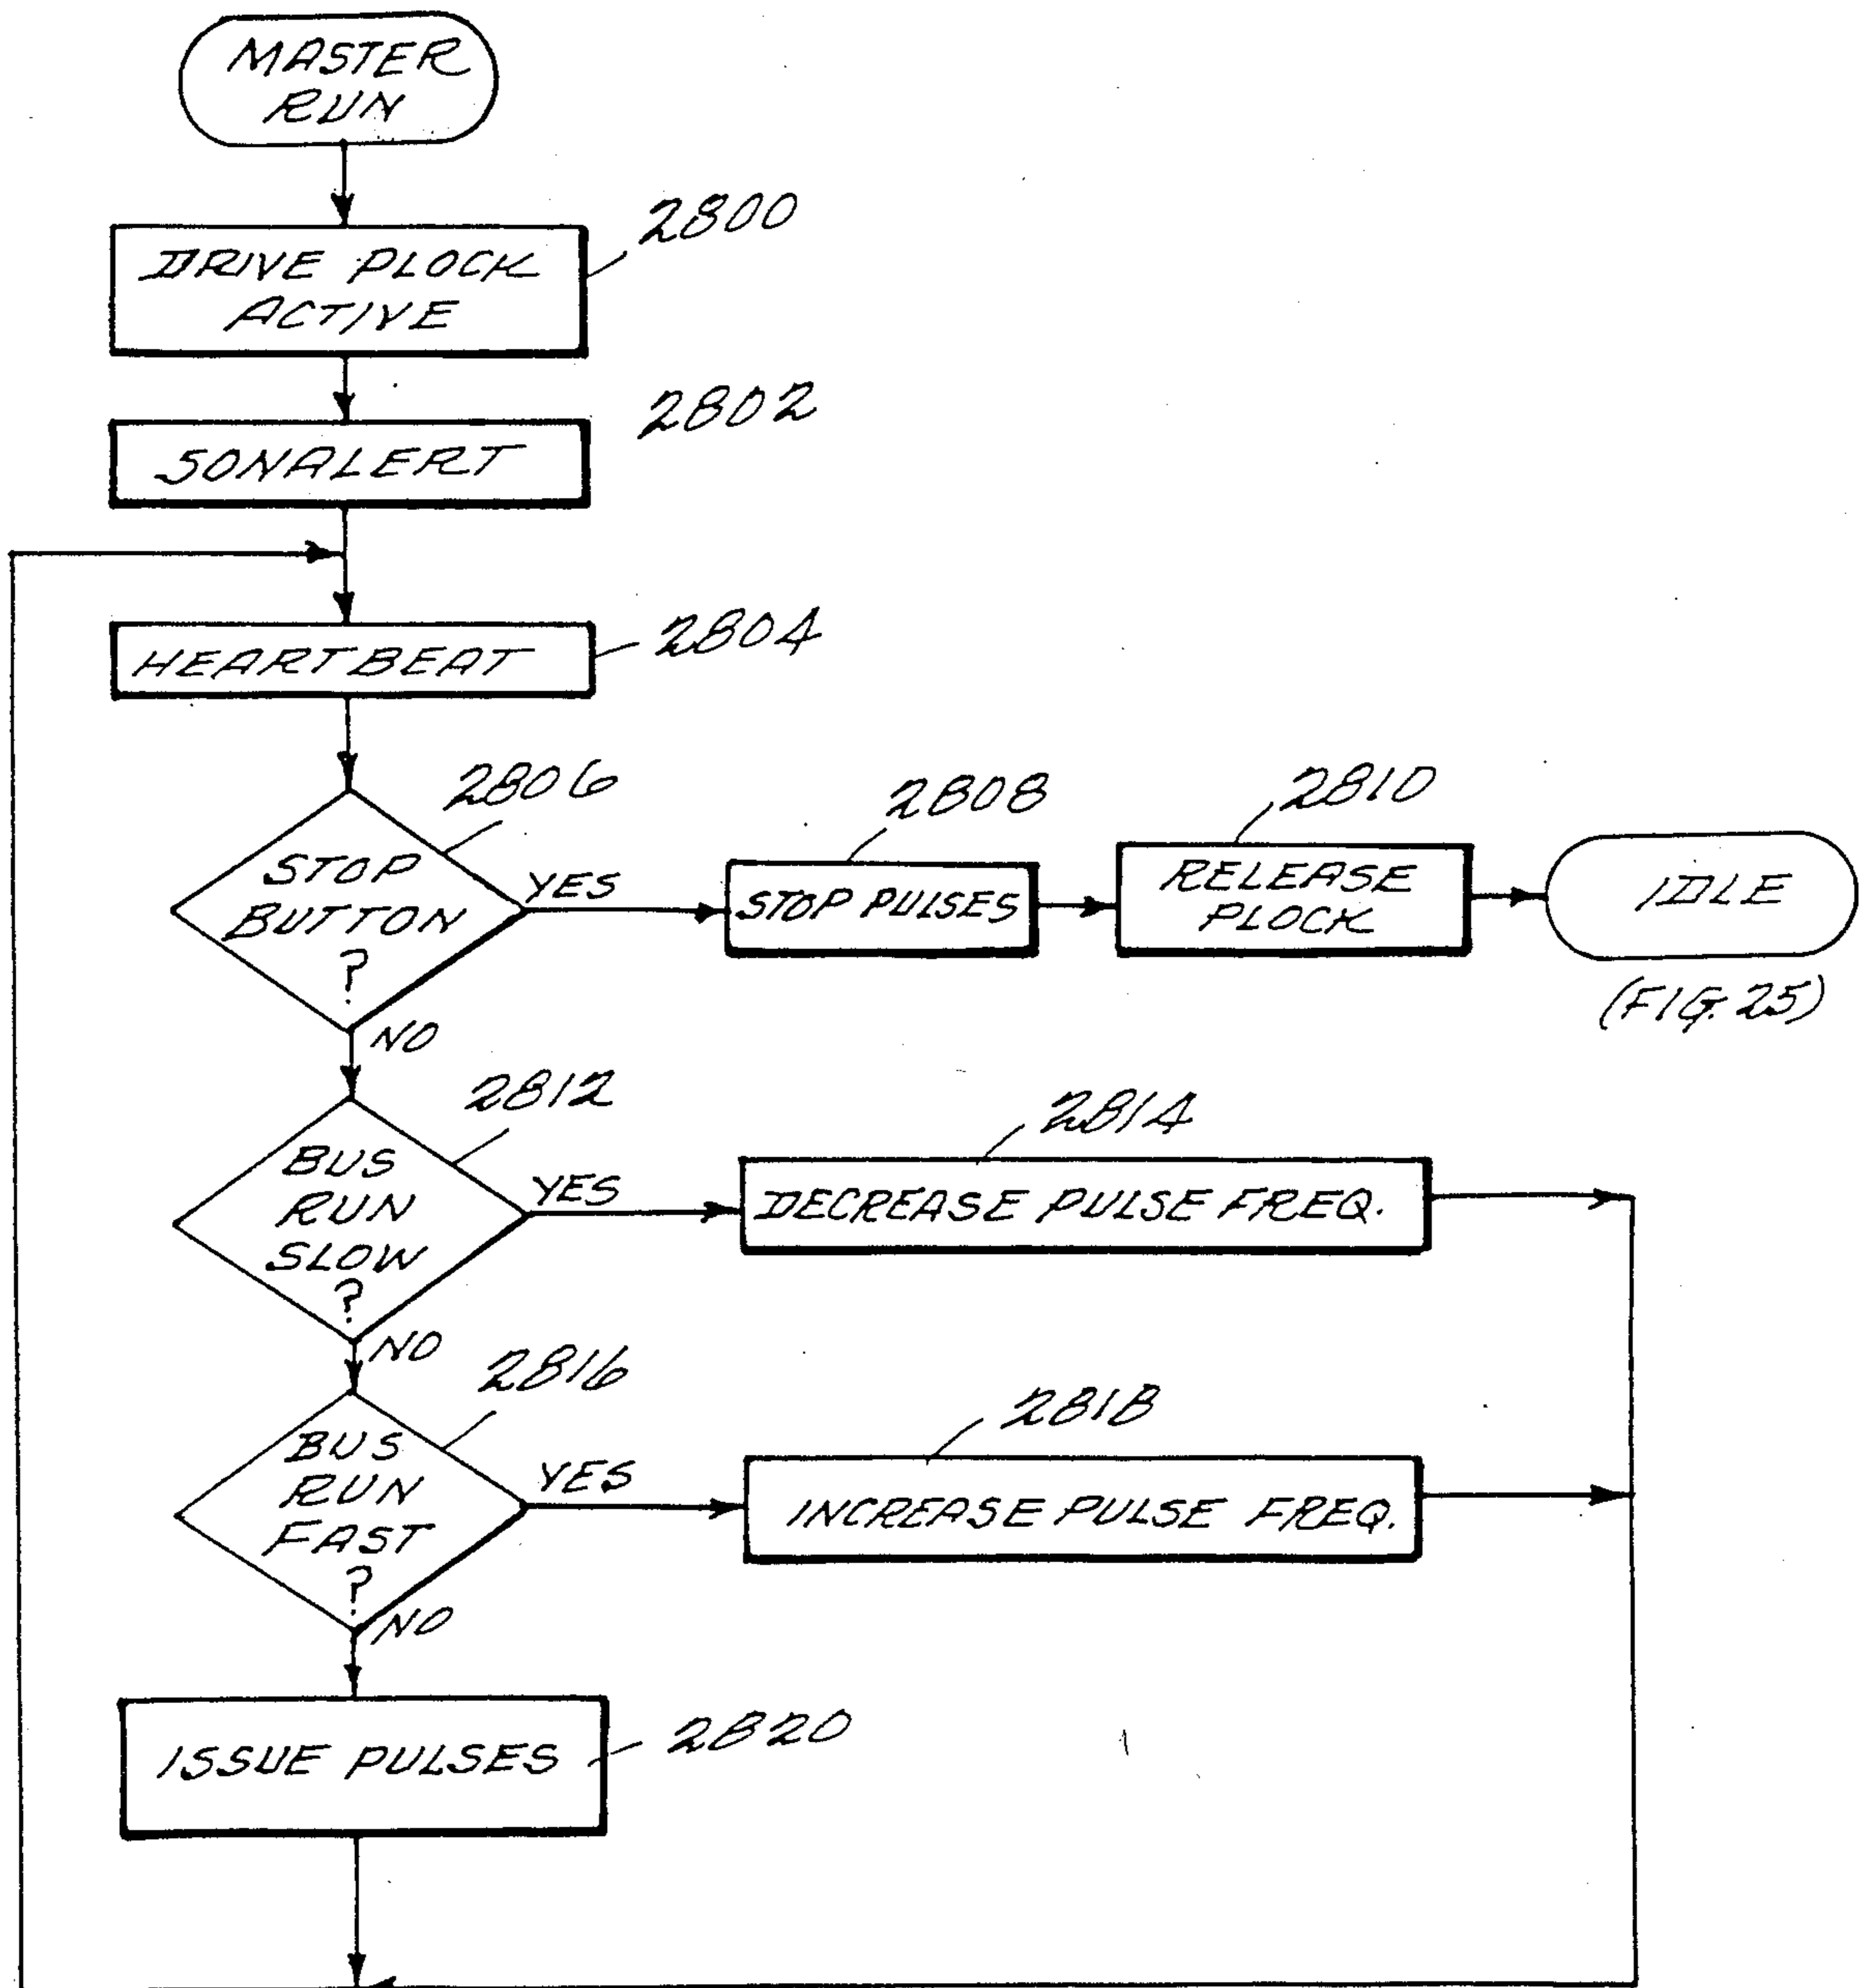 MASTER
RUN
2800
DRIVE PLOCK
ACTIVE
2802
SONALERT
2804
HEARTBEAT
2806
STOP
BUTTON
?
YES
2808
STOP PULSES
2810
RELEASE
PLOCK
IDLE
(FIG. 25)
NO
2812
BUS
RUN
SLOW
?
YES
2814
DECREASE PULSE FREQ.
NO
2816
BUS
RUN
FAST
?
YES
2818
INCREASE PULSE FREQ.
NO
2820
ISSUE PULSES